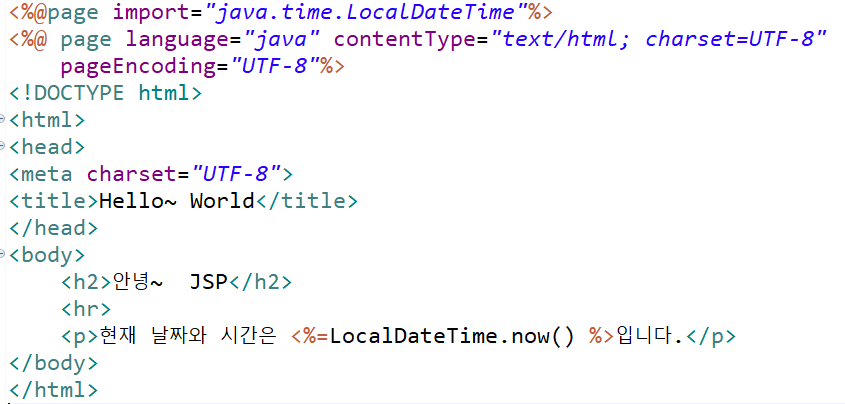 <%@page import="java.time.LocalDateTime"%>
<%@ page language="java" contentType="text/html; charset=UTF-8"
    pageEncoding="UTF-8"%>
<!DOCTYPE html>
<html>
<head>
<meta charset="UTF-8">
<title>Hello~ World</title>
</head>
<body>
    <h2>안녕~  JSP</h2>
    <hr>
    <p>현재 날짜와 시간은 <%=LocalDateTime.now() %>입니다.</p>
</body>
</html>